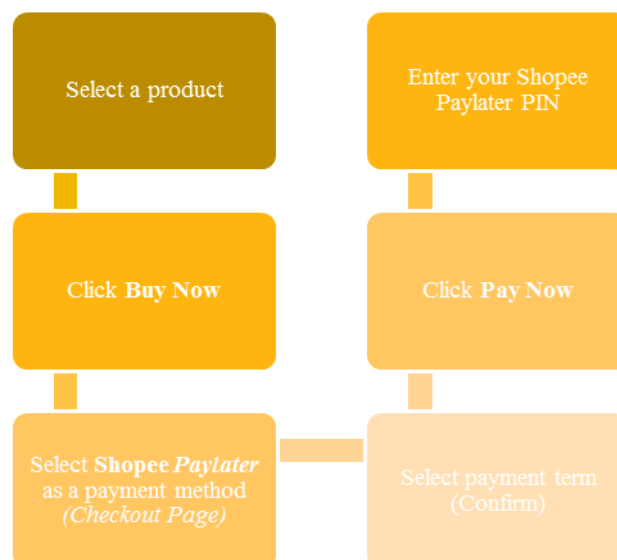 Select a product
Click Buy Now
Select Shopee Paylater
as a payment method
(Checkout Page)
Select payment term
(Confirm)
Click Pay Now
Enter your Shopee
Paylater PIN